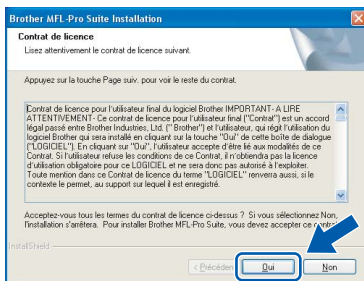 Brother MFL-Pro Suite Installation
Contrat de licence
Lisez attentivement le contrat de licence suivant.
Appuyez sur la touche Page suiv. pour voir le reste du contrat.
Contrat de licence pour l'utilisateur final du logiciel Brother IMPORTANT- A LIRE
ATTENTIVEMENT- Ce contrat de licence pour l'utilisateur final ("Contrat") est un accord
légal passé entre Brother Industries, Ltd. ("Brother") et l'utilisateur, qui régit l'utilisation du
logiciel Brother qui sera installé en cliquant sur la touche "Oui" de cette boîte de dialogue
("LOGICIEL"). En cliquant sur "Oui", l'utilisateur accepte d'être lié aux modalités de ce
Contrat. Si l'utilisateur refuse les conditions de ce Contrat, il n'obtiendra pas la licence
d'utilisation obligatoire pour ce LOGICIEL et ne sera donc pas autorisé à l'exploiter.
Toute mention dans ce Contrat de licence du terme "LOGICIEL" renverra aussi, si le
contexte le permet, au support sur lequel il est enregistré.
Acceptez-vous tous les termes du contrat de licence ci-dessus ? Si vous sélectionnez Non,
l'installation s'arrêtera. Pour installer Brother MFL-Pro Suite, vous devez accepter ce
InstallShield
< Précéden
Oui
Non